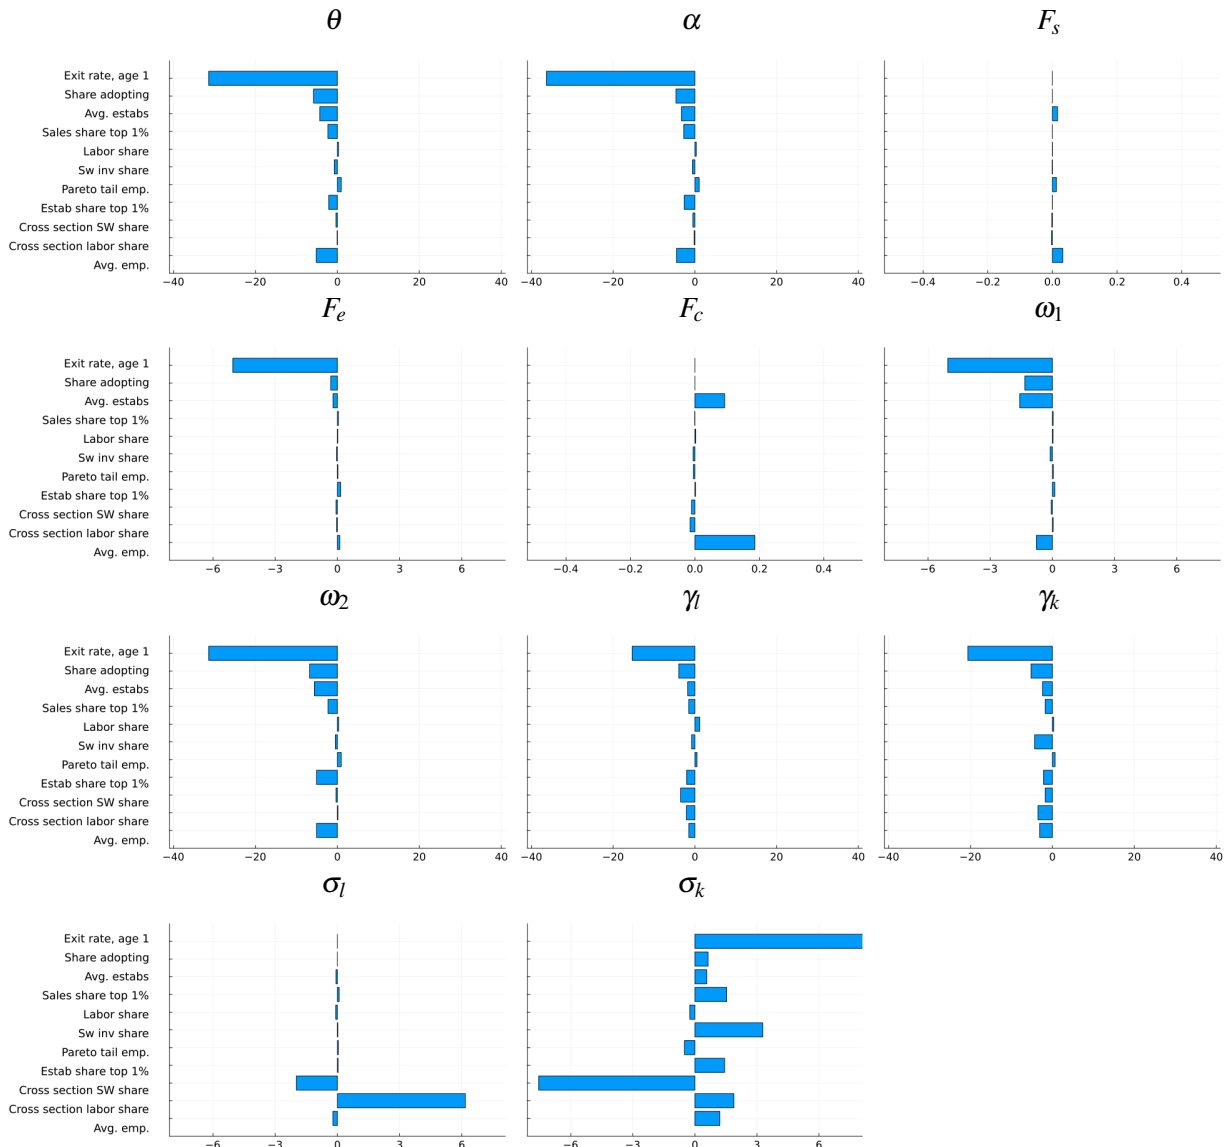 θ α F_s
Exit rate, age 1
Share adopting
Avg. estabs
Sales share top 1%
Labor share
Sw inv share
Pareto tail emp.
Estab share top 1%
Cross section SW share
Cross section labor share
Avg. emp.
−40 −20 0 20 40 −40 −20 0 20 40 −0.4 −0.2 0.0 0.2 0.4
F_e F_c ω_1
Exit rate, age 1
Share adopting
Avg. estabs
Sales share top 1%
Labor share
Sw inv share
Pareto tail emp.
Estab share top 1%
Cross section SW share
Cross section labor share
Avg. emp.
−6 −3 0 3 6 −0.4 −0.2 0.0 0.2 0.4 −6 −3 0 3 6
ω_2 γ_l γ_k
Exit rate, age 1
Share adopting
Avg. estabs
Sales share top 1%
Labor share
Sw inv share
Pareto tail emp.
Estab share top 1%
Cross section SW share
Cross section labor share
Avg. emp.
−40 −20 0 20 40 −40 −20 0 20 40 −40 −20 0 20 40
σ_l σ_k
Exit rate, age 1
Share adopting
Avg. estabs
Sales share top 1%
Labor share
Sw inv share
Pareto tail emp.
Estab share top 1%
Cross section SW share
Cross section labor share
Avg. emp.
−6 −3 0 3 6 −6 −3 0 3 6